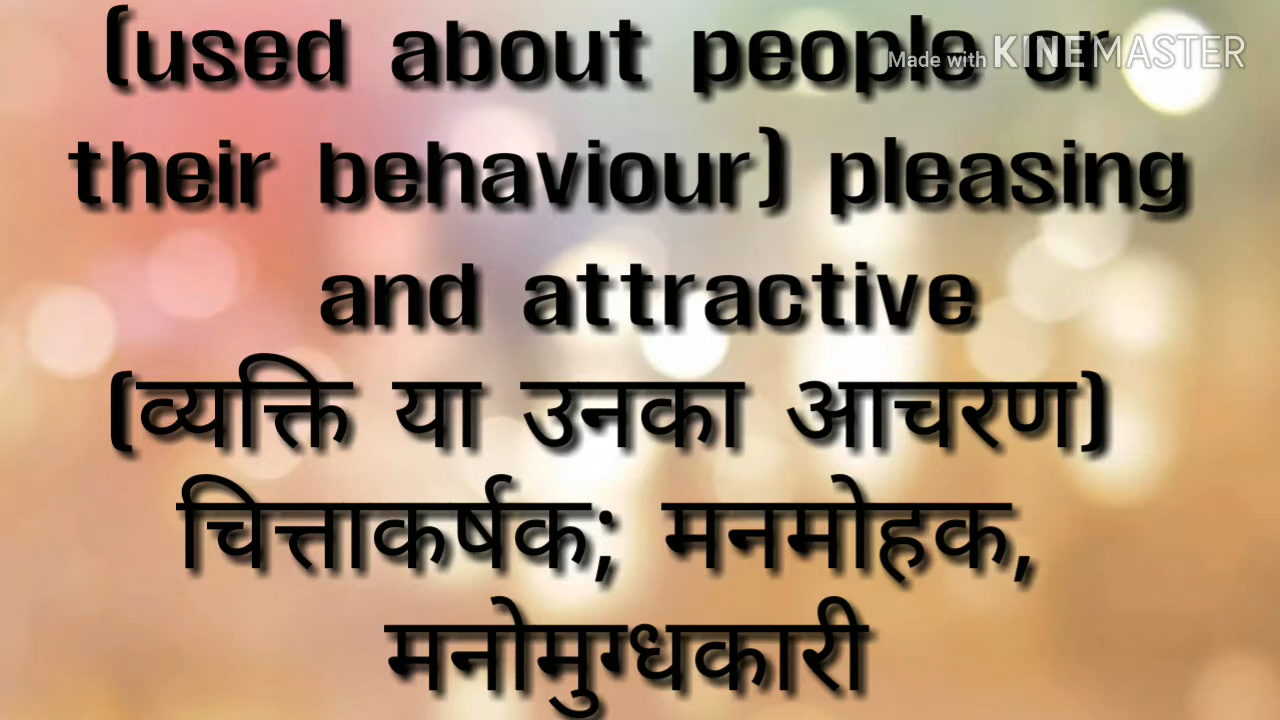 (used about people or
Made with KINEMASTER
their behaviour) pleasing
and attractive
(व्यक्ति या उनका आचरण)
चित्ताकर्षक; मनमोहक,
मनोमुग्धकारी